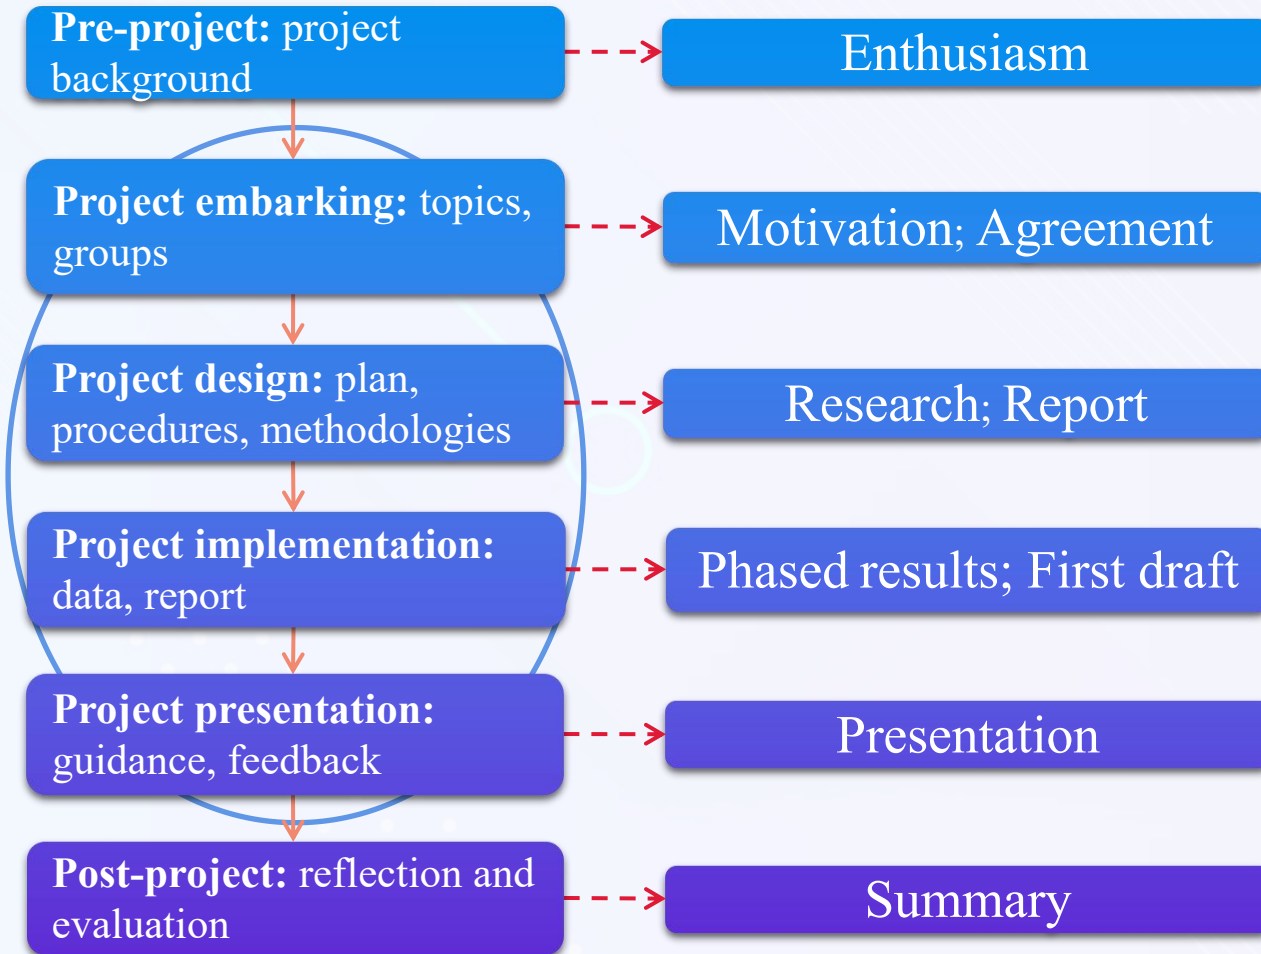 Pre-project: project
background
Enthusiasm
Project embarking: topics,
groups
Motivation; Agreement
Project design: plan,
procedures, methodologies
Research; Report
Project implementation:
data, report
Phased results; First draft
Project presentation:
guidance, feedback
Presentation
Post-project: reflection and
evaluation
Summary